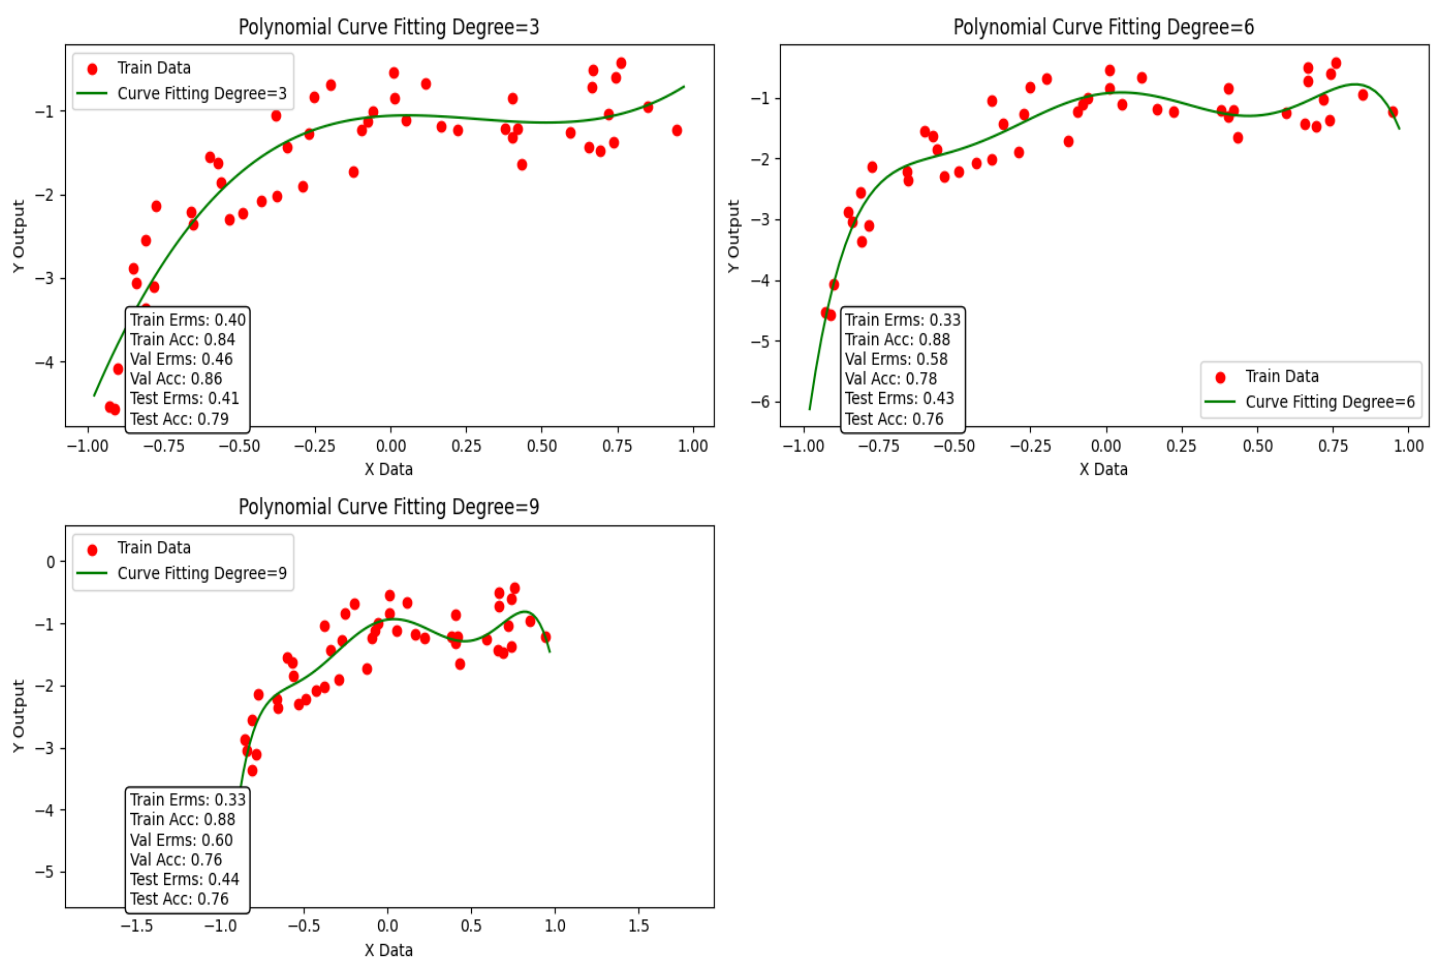 Polynomial Curve Fitting Degree=3
Train Data
Curve Fitting Degree=3
Y Output
−1
−2
−3
−4
Train Erms: 0.40
Train Acc: 0.84
Val Erms: 0.46
Val Acc: 0.86
Test Erms: 0.41
Test Acc: 0.79
−1.00 −0.75 −0.50 −0.25 0.00 0.25 0.50 0.75 1.00
X Data
Polynomial Curve Fitting Degree=6
Y Output
−1
−2
−3
−4
−5
−6
Train Erms: 0.33
Train Acc: 0.88
Val Erms: 0.58
Val Acc: 0.78
Test Erms: 0.43
Test Acc: 0.76
Train Data
Curve Fitting Degree=6
−1.00 −0.75 −0.50 −0.25 0.00 0.25 0.50 0.75 1.00
X Data
Polynomial Curve Fitting Degree=9
Train Data
Curve Fitting Degree=9
Y Output
0
−1
−2
−3
−4
−5
Train Erms: 0.33
Train Acc: 0.88
Val Erms: 0.60
Val Acc: 0.76
Test Erms: 0.44
Test Acc: 0.76
−1.5 −1.0 −0.5 0.0 0.5 1.0 1.5
X Data